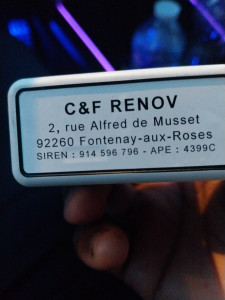 C&F RENOV
2, rue Alfred de Musset
92260 Fontenay-aux-Roses
SIREN : 914 596 796 - APE : 4399C